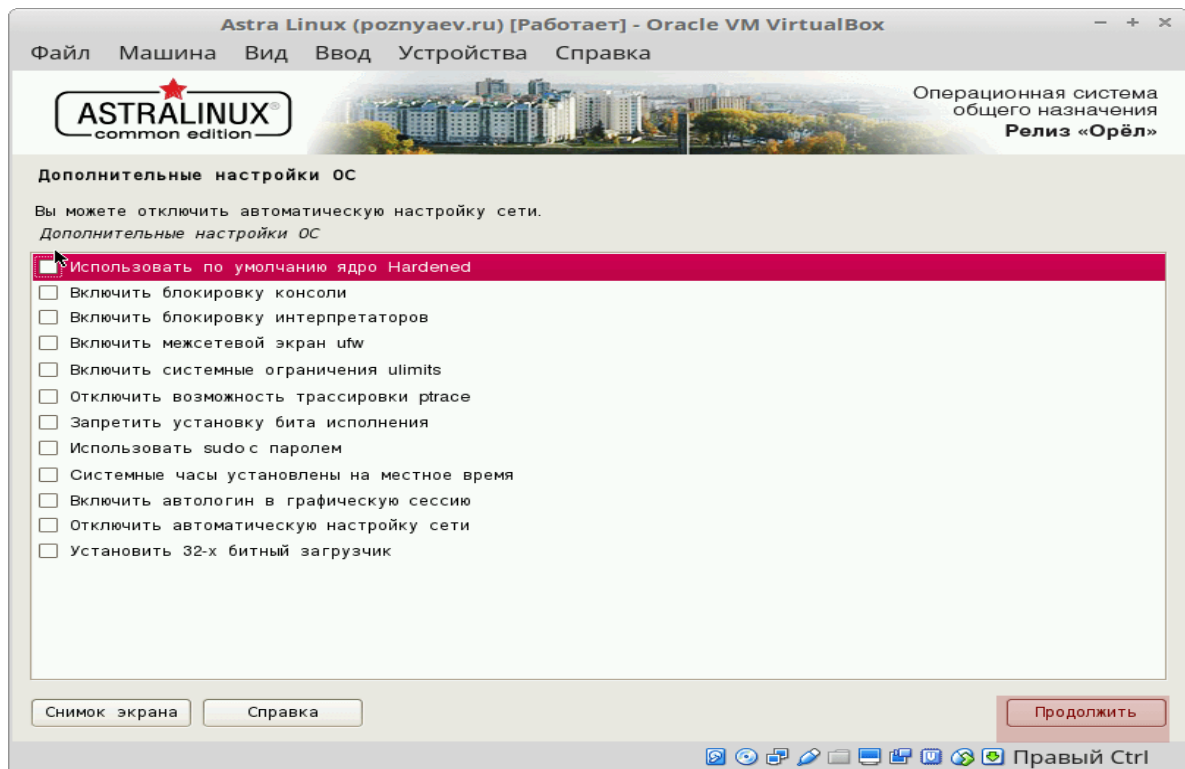 Astra Linux (poznyaev.ru) [Работает] - Oracle VM VirtualBox
Файл Машина Вид Ввод Устройства Справка
ASTRALINUX®
common edition
Операционная система
общего назначения
Релиз «Орёл»
Дополнительные настройки ОС
Вы можете отключить автоматическую настройку сети.
Дополнительные настройки ОС
Использовать по умолчанию ядро Hardened
Включить блокировку консоли
Включить блокировку интерпретаторов
Включить межсетевой экран ufw
Включить системные ограничения ulimits
Отключить возможность трассировки ptrace
Запретить установку бита исполнения
Использовать sudo с паролем
Системные часы установлены на местное время
Включить автологин в графическую сессию
Отключить автоматическую настройку сети
Установить 32-х битный загрузчик
Снимок экрана Справка Продолжить
Правый Ctrl